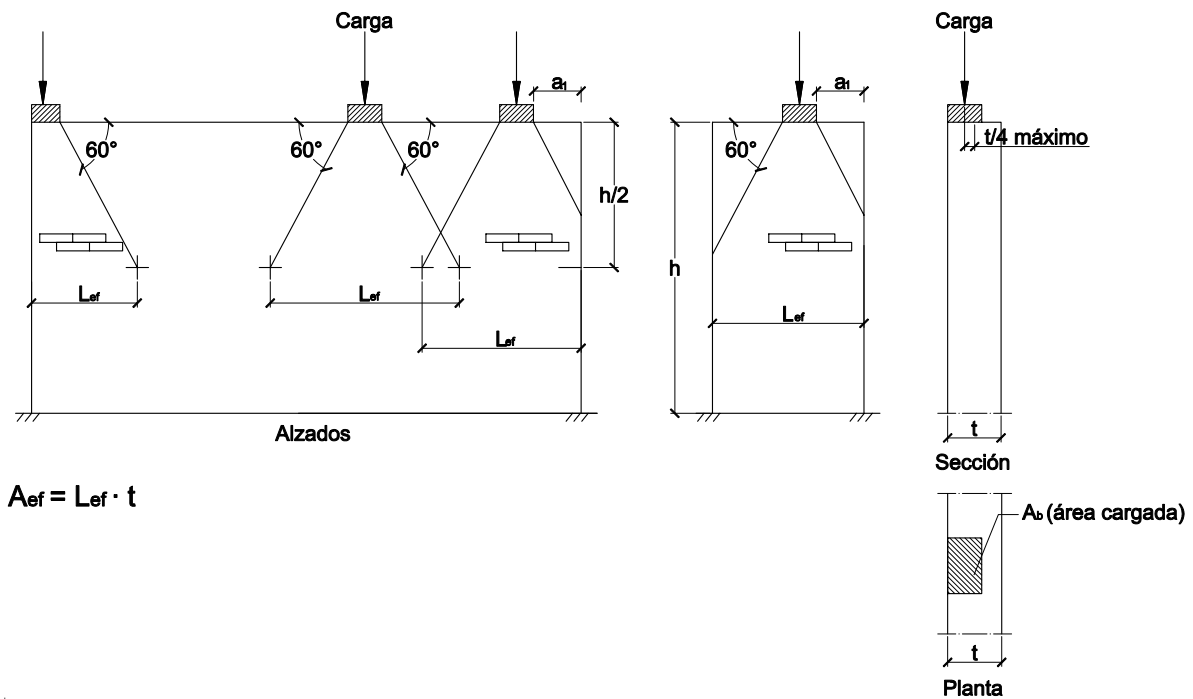 Carga
Carga
a1
a1
60°
60°
60°
60°
t/4 máximo
h/2
h
Lef
Lef
Lef
Lef
Alzados
t
Sección
Aef = Lef · t
Ab (área cargada)
t
Planta